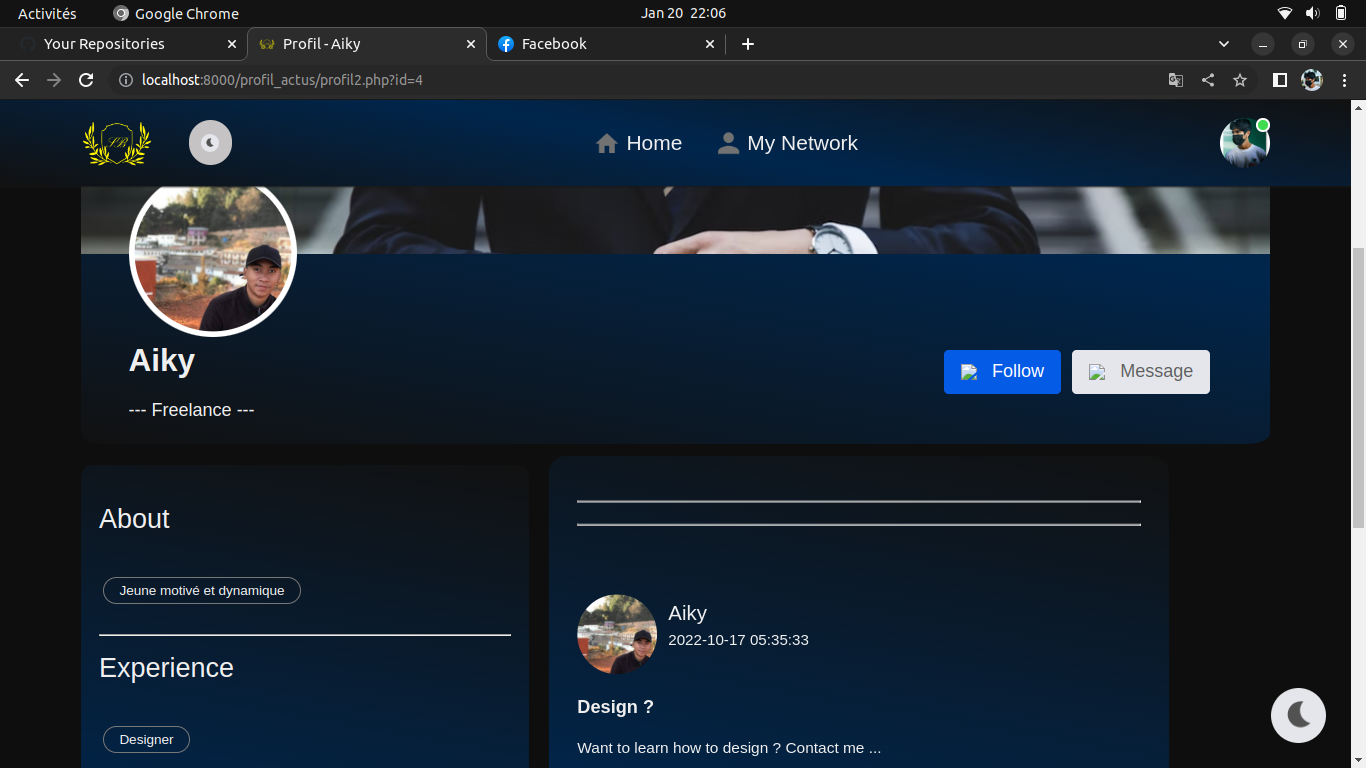 Activités
Google Chrome
Jan 20 22:06
Your Repositories
Profil - Aiky
Facebook
localhost:8000/profil_actus/profil2.php?id=4
Home
My Network
Aiky
Follow
Message
--- Freelance ---
About
Jeune motivé et dynamique
Experience
Designer
Aiky
2022-10-17 05:35:33
Design ?
Want to learn how to design ? Contact me ...